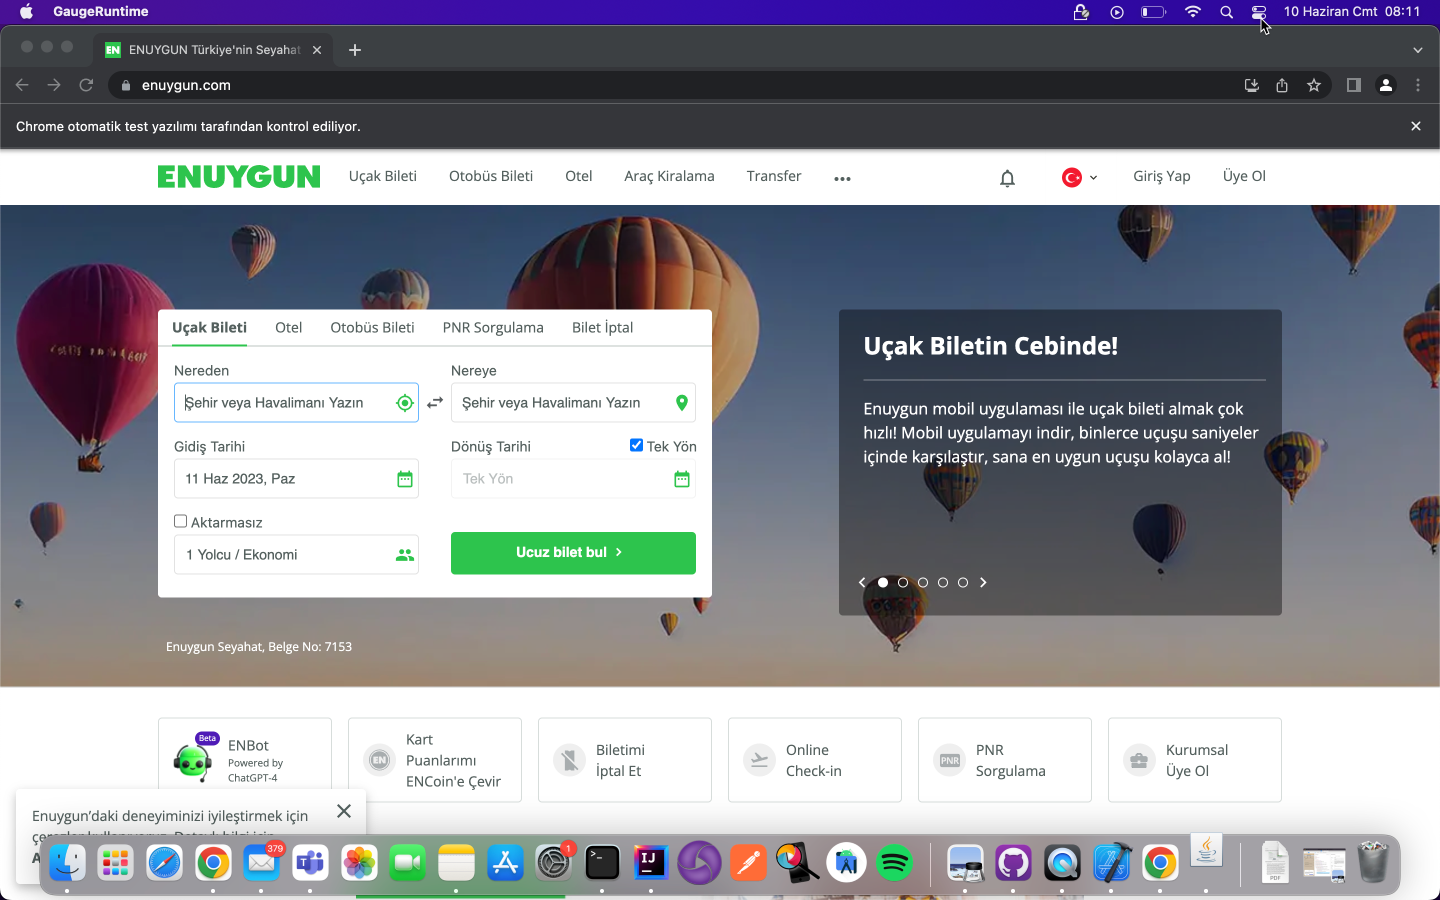 GaugeRuntime
10 Haziran Cmt 08:11
EN ENUYGUN Türkiye'nin Seyahat
enuygun.com
Chrome otomatik test yazılımı tarafından kontrol ediliyor.
ENUYGUN
Uçak Bileti Otobüs Bileti Otel Araç Kiralama Transfer
Giriş Yap Üye Ol
Uçak Bileti Otel Otobüs Bileti PNR Sorgulama Bilet İptal
Nereden
Nereye
Şehir veya Havalimanı Yazın
Şehir veya Havalimanı Yazın
Gidiş Tarihi
Dönüş Tarihi
Tek Yön
11 Haz 2023, Paz
Tek Yön
Aktarmasız
1 Yolcu / Ekonomi
Ucuz bilet bul
Uçak Biletin Cebinde!
Enuygun mobil uygulaması ile uçak bileti almak çok
hızlı! Mobil uygulamayı indir, binlerce uçuşu saniyeler
içinde karşılaştır, sana en uygun uçuşu kolayca al!
Enuygun Seyahat, Belge No: 7153
Beta
ENBot
Powered by
ChatGPT-4
EN
Kart
Puanlarımı
ENCoin'e Çevir
Biletimi
İptal Et
Online
Check-in
PNR
PNR
Sorgulama
Kurumsal
Üye Ol
Enuygun'daki deneyiminizi iyileştirmek için
379
1
IJ
PDF